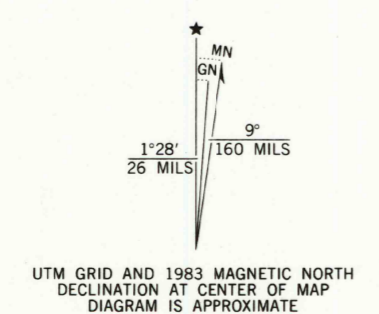 ★
MN
GN
1°28′
26 MILS
9°
160 MILS
UTM GRID AND 1983 MAGNETIC NORTH
DECLINATION AT CENTER OF MAP
DIAGRAM IS APPROXIMATE